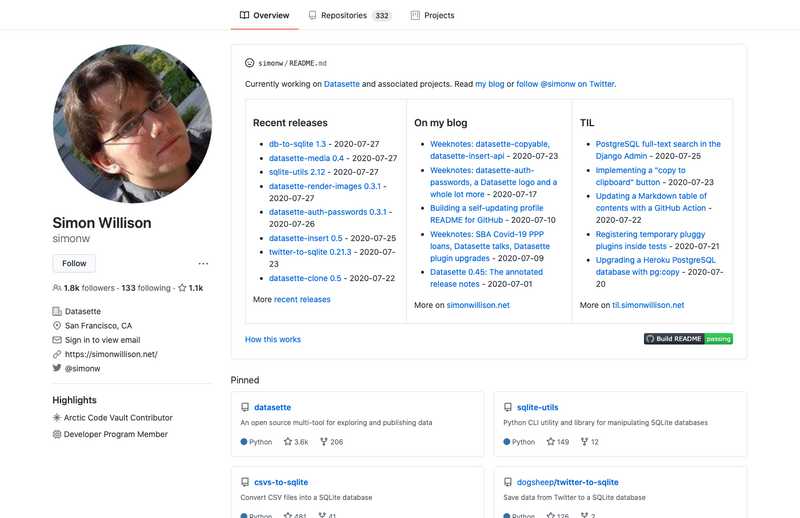 Overview
Repositories 332
Projects
simonw/README.md
Currently working on Datasette and associated projects. Read my blog or follow @simonw on Twitter.
Recent releases
db-to-sqlite 1.3 - 2020-07-27
datasette-media 0.4 - 2020-07-27
sqlite-utils 2.12 - 2020-07-27
datasette-render-images 0.3.1 -
2020-07-27
datasette-auth-passwords 0.3.1 -
2020-07-26
datasette-insert 0.5 - 2020-07-25
twitter-to-sqlite 0.21.3 - 2020-07-
23
datasette-clone 0.5 - 2020-07-22
More recent releases
On my blog
Weeknotes: datasette-copyable,
datasette-insert-api - 2020-07-23
Weeknotes: datasette-auth-
passwords, a Datasette logo and a
whole lot more - 2020-07-17
Building a self-updating profile
README for GitHub - 2020-07-10
Weeknotes: SBA Covid-19 PPP
loans, Datasette talks, Datasette
plugin upgrades - 2020-07-09
Datasette 0.45: The annotated
release notes - 2020-07-01
More on simonwillison.net
TIL
PostgreSQL full-text search in the
Django Admin - 2020-07-25
Implementing a "copy to
clipboard" button - 2020-07-23
Updating a Markdown table of
contents with a GitHub Action -
2020-07-22
Registering temporary pluggy
plugins inside tests - 2020-07-21
Upgrading a Heroku PostgreSQL
database with pg:copy - 2020-07-
20
More on til.simonwillison.net
How this works
Build README passing
Simon Willison
simonw
Follow
1.8k followers · 133 following · 1.1k
Datasette
San Francisco, CA
Sign in to view email
https://simonwillison.net/
@simonw
Highlights
Arctic Code Vault Contributor
Developer Program Member
Pinned
datasette
An open source multi-tool for exploring and publishing data
Python 3.6k 206
sqlite-utils
Python CLI utility and library for manipulating SQLite databases
Python 149 12
csvs-to-sqlite
Convert CSV files into a SQLite database
Python 481 41
dogsheep/twitter-to-sqlite
Save data from Twitter to a SQLite database
Python 126 2